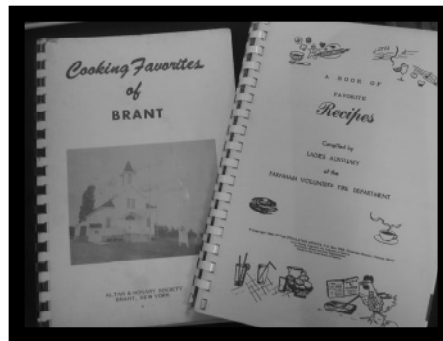 Cooking Favorites
of
BRANT
ALTAR & ROSARY SOCIETY
BRANT, NEW YORK
A BOOK OF
FAVORITE
Recipes
Compiled by
LADIES AUXILIARY
of the
FARNHAM VOLUNTEER FIRE DEPARTMENT